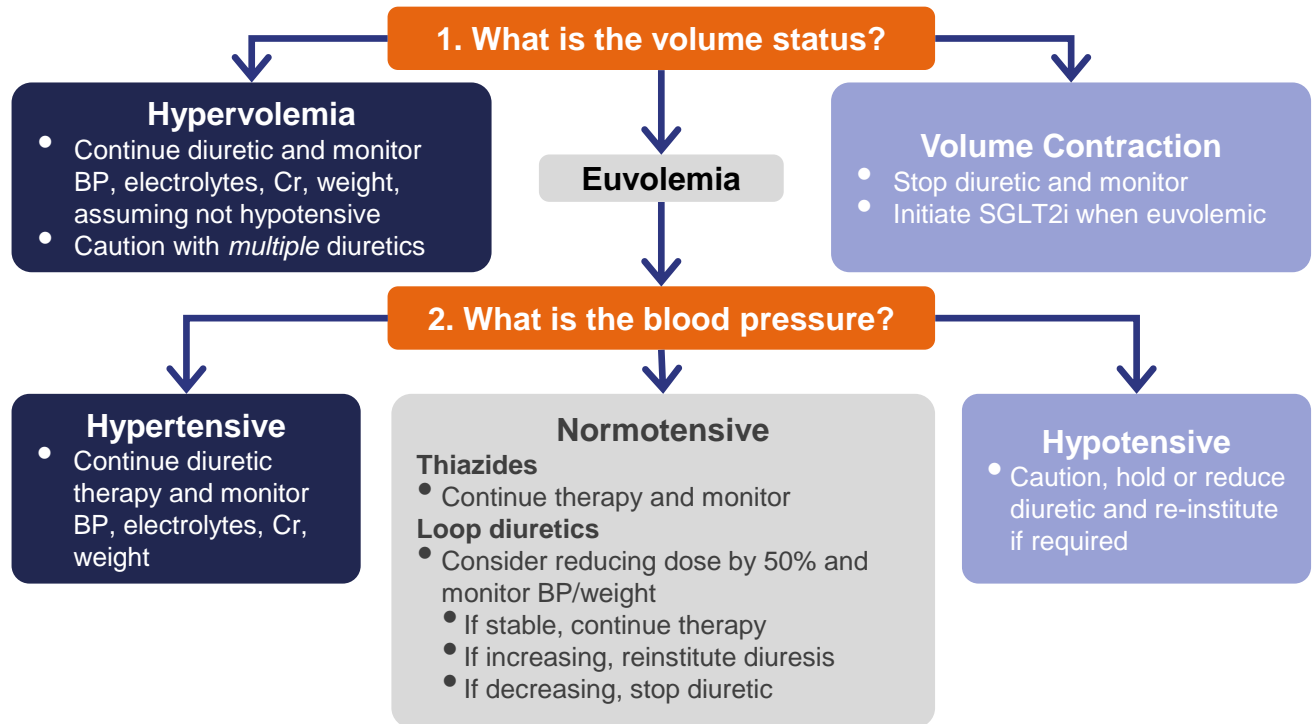 1. What is the volume status?
Hypervolemia
• Continue diuretic and monitor
BP, electrolytes, Cr, weight,
assuming not hypotensive
• Caution with multiple diuretics
Euvolemia
Volume Contraction
• Stop diuretic and monitor
• Initiate SGLT2i when euvolemic
2. What is the blood pressure?
Hypertensive
• Continue diuretic
therapy and monitor
BP, electrolytes, Cr,
weight
Normotensive
Thiazides
• Continue therapy and monitor
Loop diuretics
• Consider reducing dose by 50% and
monitor BP/weight
• If stable, continue therapy
• If increasing, reinstitute diuresis
• If decreasing, stop diuretic
Hypotensive
• Caution, hold or reduce
diuretic and re-institute
if required